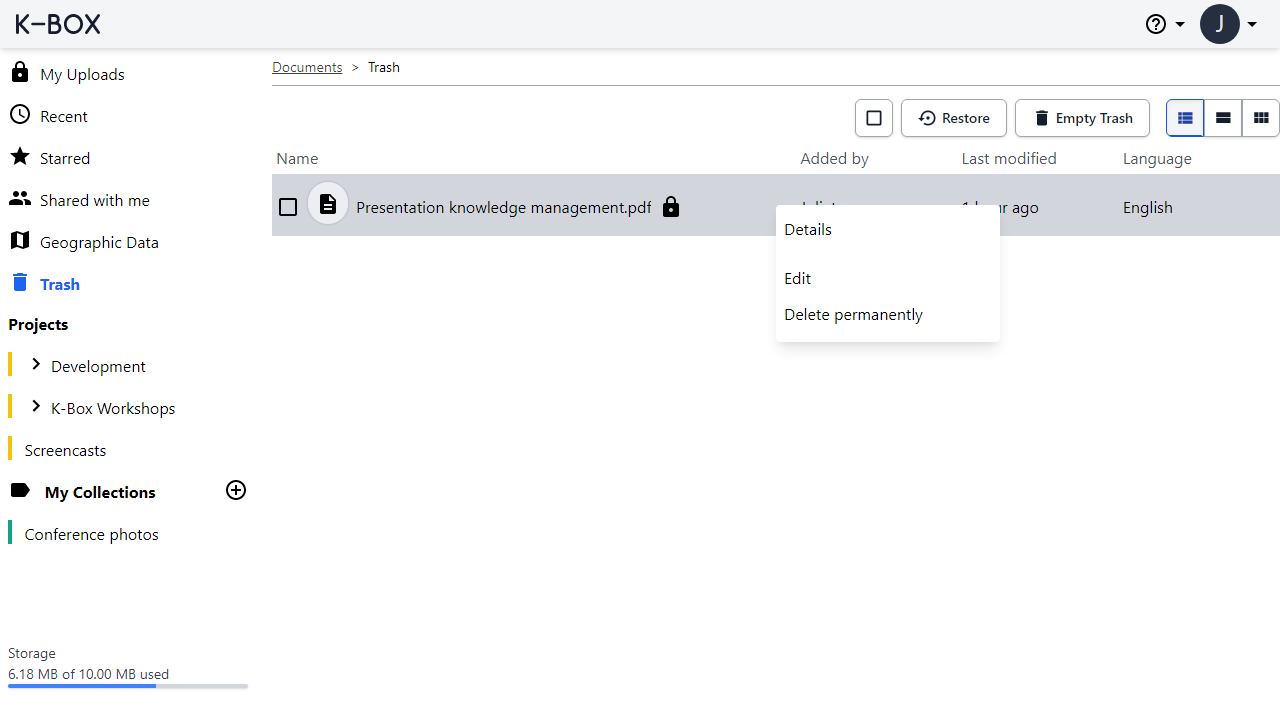 K-BOX
J
My Uploads
Recent
Starred
Shared with me
Geographic Data
Trash
Projects
Development
K-Box Workshops
Screencasts
My Collections
Conference photos
Storage
6.18 MB of 10.00 MB used
Documents > Trash
Restore
Empty Trash
Name Added by Last modified Language
Presentation knowledge management.pdf ago English
Details
Edit
Delete permanently